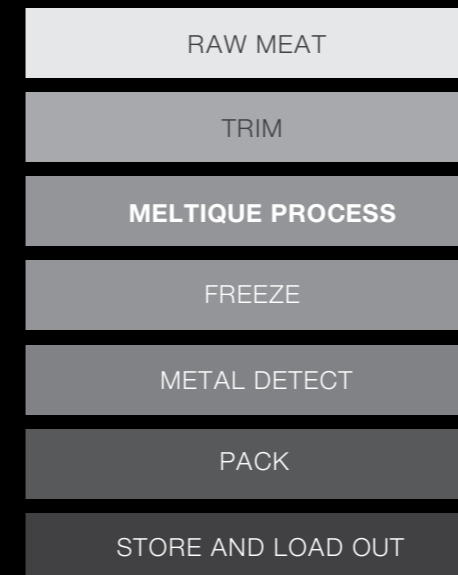 RAW MEAT
TRIM
MELTIQUE PROCESS
FREEZE
METAL DETECT
PACK
STORE AND LOAD OUT